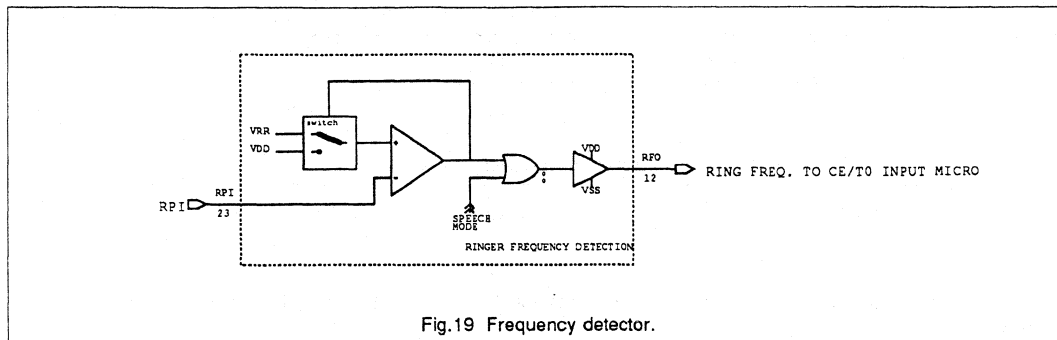 switch
VRR
VDD
+
-
VDD
VSS
RFO
12
RING FREQ. TO CE/T0 INPUT MICRO
RPI
RPI
23
SPEECH
MODE
RINGER FREQUENCY DETECTION
Fig.19 Frequency detector.